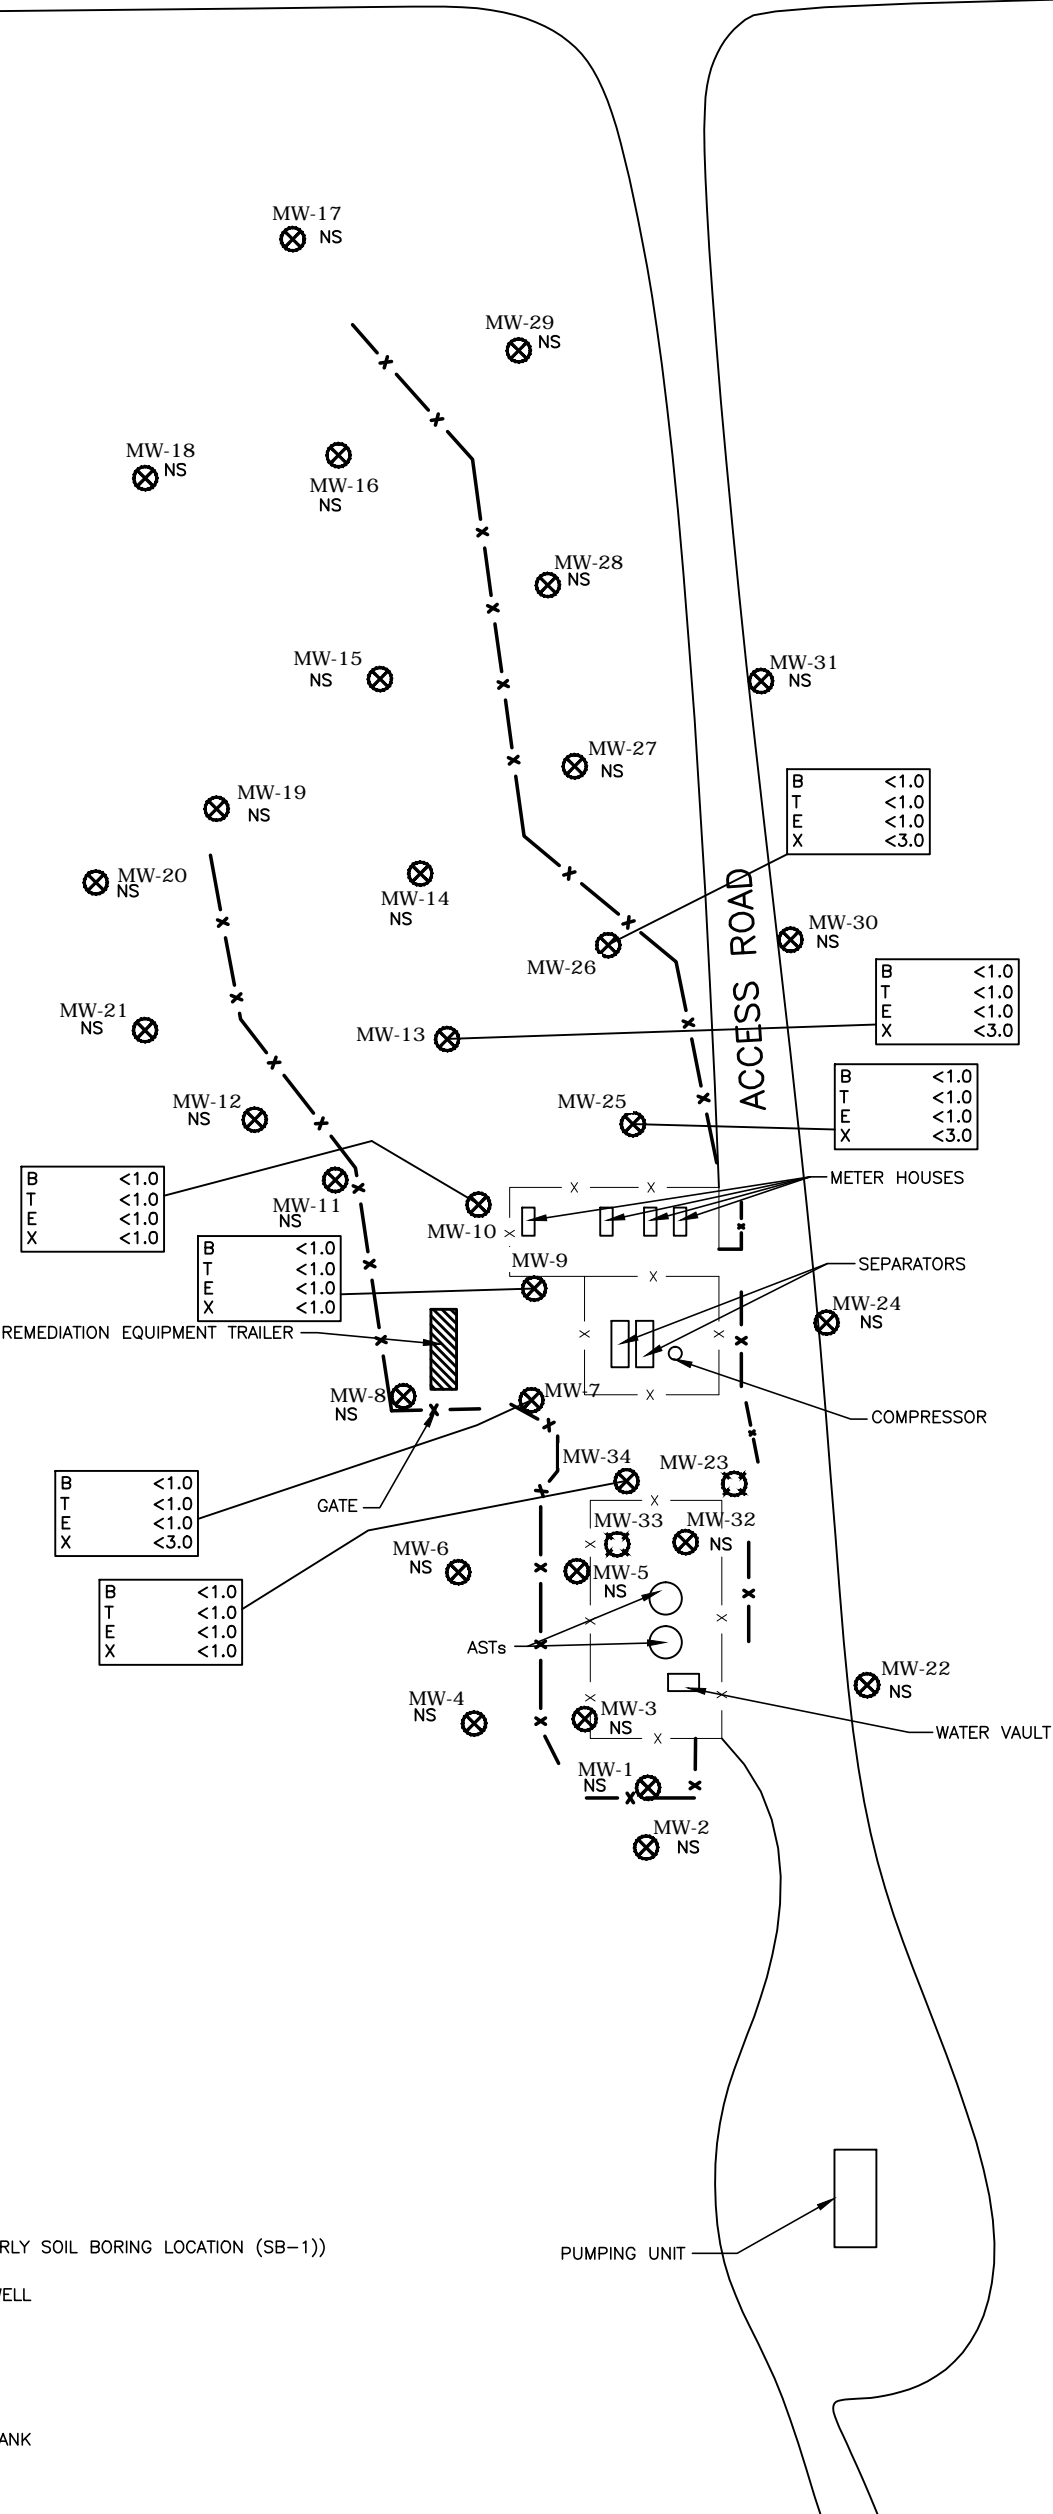 MW-17
NS
MW-29
NS
MW-18
NS
MW-16
NS
MW-28
NS
MW-15
NS
MW-31
NS
MW-27
NS
B <1.0
T <1.0
E <1.0
X <3.0
MW-19
NS
MW-20
NS
MW-14
NS
ACCESS ROAD
MW-30
NS
MW-26
B <1.0
T <1.0
E <1.0
X <3.0
MW-21
NS
MW-13
B <1.0
T <1.0
E <1.0
X <3.0
MW-12
NS
MW-25
B <1.0
T <1.0
E <1.0
X <1.0
METER HOUSES
MW-11
NS
MW-10
B <1.0
T <1.0
E <1.0
X <1.0
MW-9
SEPARATORS
MW-24
NS
REMEDIATION EQUIPMENT TRAILER
MW-8
NS
MW-7
COMPRESSOR
MW-34
MW-23
B <1.0
T <1.0
E <1.0
X <3.0
GATE
MW-33
MW-32
NS
MW-6
NS
MW-5
NS
B <1.0
T <1.0
E <1.0
X <1.0
ASTs
MW-22
NS
MW-4
NS
MW-3
NS
WATER VAULT
MW-1
NS
MW-2
NS
RLY SOIL BORING LOCATION (SB-1))
PUMPING UNIT
WELL
ANK